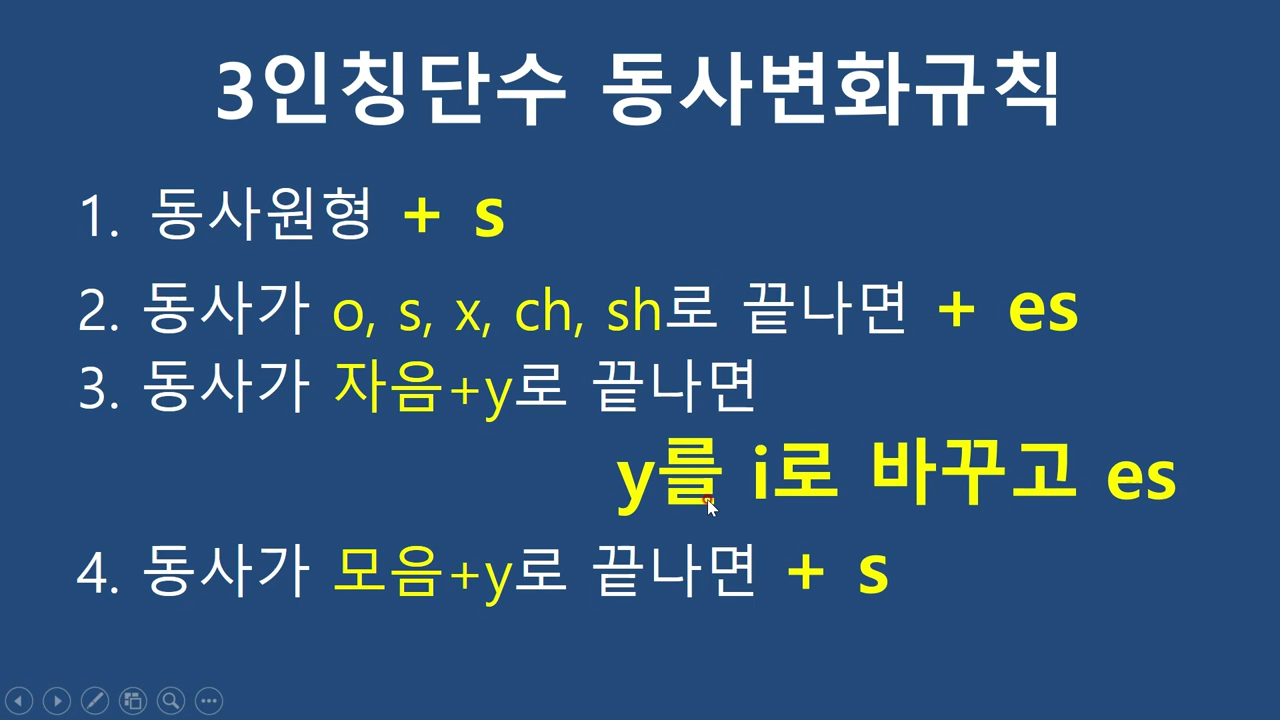 3인칭단수 동사변화규칙
1. 동사원형 + s
2. 동사가 o, s, x, ch, sh로 끝나면 + es
3. 동사가 자음+y로 끝나면
y를 i로 바꾸고 es
4. 동사가 모음+y로 끝나면 + s